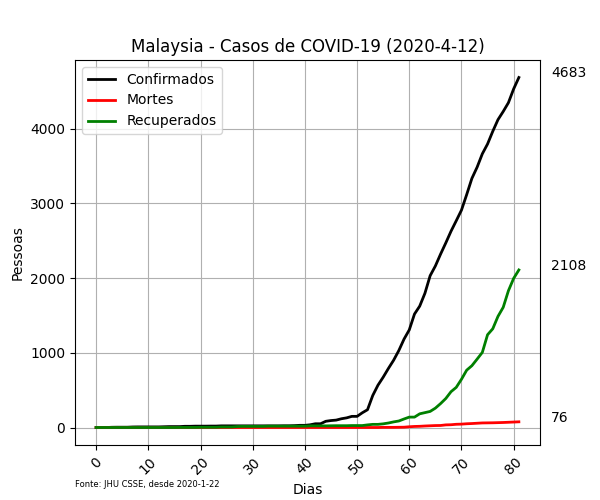 Malaysia - Casos de COVID-19 (2020-4-12)
Confirmados
Mortes
Recuperados
4683
2108
76
Pessoas
4000
3000
2000
1000
0
0 10 20 30 40 50 60 70 80
Dias
Fonte: JHU CSSE, desde 2020-1-22